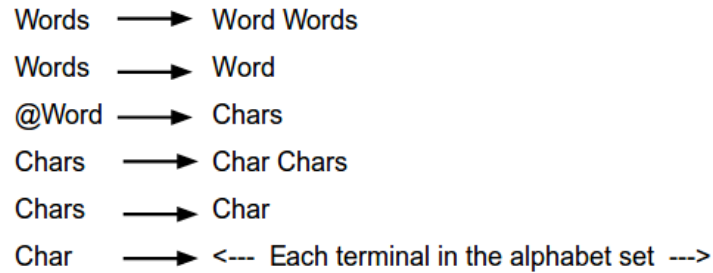 Words ⟶ Word Words
Words ⟶ Word
@Word ⟶ Chars
Chars ⟶ Char Chars
Chars ⟶ Char
Char ⟶ <--- Each terminal in the alphabet set --->